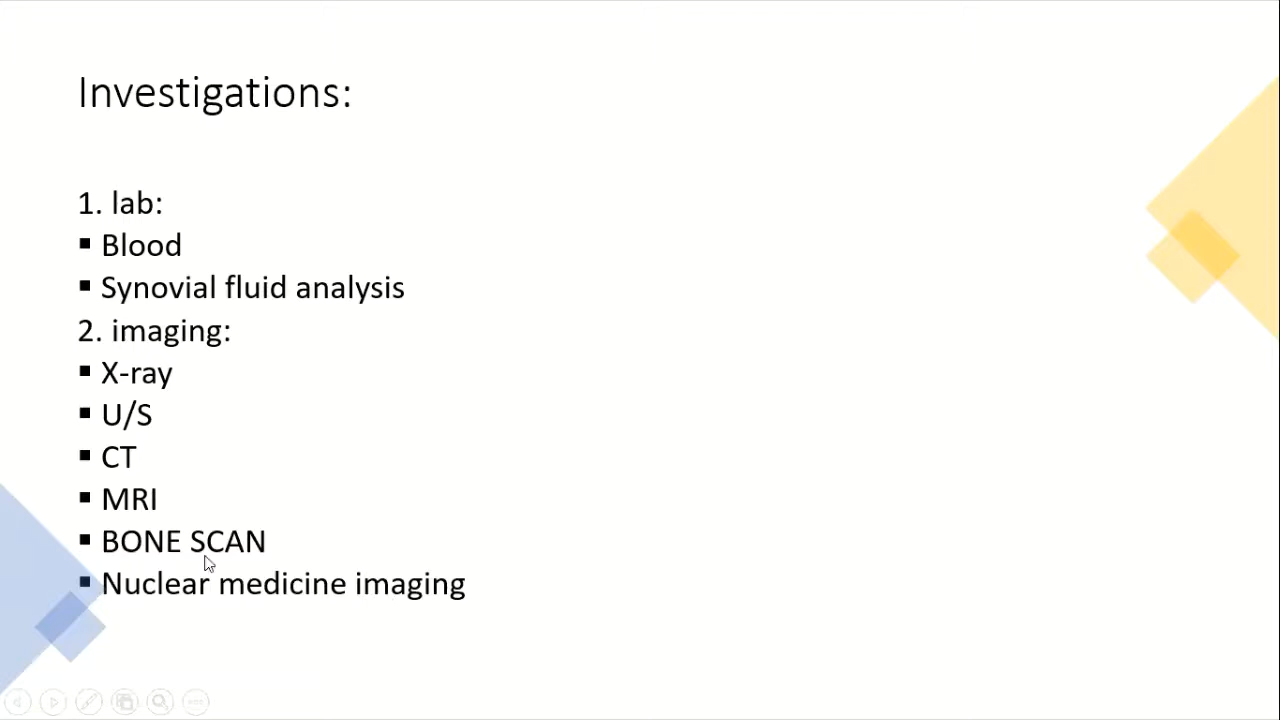 Investigations:
1. lab:
▪ Blood
▪ Synovial fluid analysis
2. imaging:
▪ X-ray
▪ U/S
▪ CT
▪ MRI
▪ BONE SCAN
▪ Nuclear medicine imaging